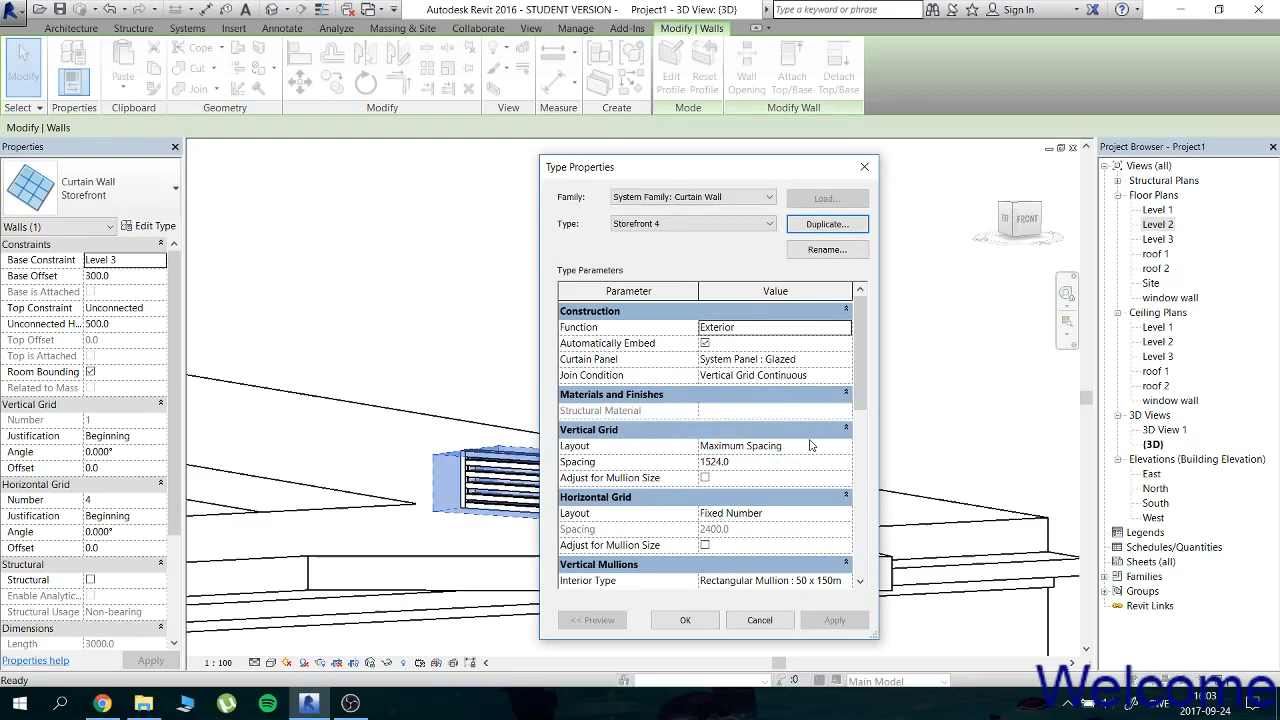 Autodesk Revit 2016 - STUDENT VERSION - Project1 - 3D View: {3D}
Type a keyword or phrase
Sign In
Architecture Structure Systems Insert Annotate Analyze Massing & Site Collaborate View Manage Add-Ins Modify | Walls
Modify
Paste
Cope
Cut
Join
Edit Profile
Reset Profile
Wall Opening
Attach Top/Base
Detach Top/Base
Select Properties Clipboard Geometry Modify View Measure Create Mode Modify Wall
Modify | Walls
Properties
Curtain Wall
Storefront
Walls (1)
Edit Type
Constraints
Base Constraint Level 3
Base Offset 300.0
Base is Attached
Top Constraint Unconnected
Unconnected H... 500.0
Top Offset 0.0
Top is Attached
Room Bounding
Related to Mass
Vertical Grid
Number 1
Justification Beginning
Angle 0.000°
Offset 0.0
Horizontal Grid
Number 4
Justification Beginning
Angle 0.000°
Offset 0.0
Structural
Structural
Enable Analytic...
Structural Usage Non-bearing
Dimensions
Length 3000.0
Properties help
Apply
Type Properties
Family: System Family: Curtain Wall Load...
Type: Storefront 4 Duplicate...
Rename...
Type Parameters
Parameter Value
Construction
Function Exterior
Automatically Embed
Curtain Panel System Panel : Glazed
Join Condition Vertical Grid Continuous
Materials and Finishes
Structural Material
Vertical Grid
Layout Maximum Spacing
Spacing 1524.0
Adjust for Mullion Size
Horizontal Grid
Layout Fixed Number
Spacing 2400.0
Adjust for Mullion Size
Vertical Mullions
Interior Type Rectangular Mullion : 50 x 150m
<< Preview OK Cancel Apply
FRONT
Project Browser - Project1
Views (all)
Structural Plans
Floor Plans
Level 1
Level 2
Level 3
roof 1
roof 2
Site
window wall
Ceiling Plans
Level 1
Level 2
Level 3
roof 1
roof 2
window wall
3D Views
3D View 1
{3D}
Elevations (Building Elevation)
East
North
South
West
Legends
Schedules/Quantities
Sheets (all)
Families
Groups
Revit Links
1 : 100
Ready
:0
Main Model
Welcome
16:03
SWE
2017-09-24